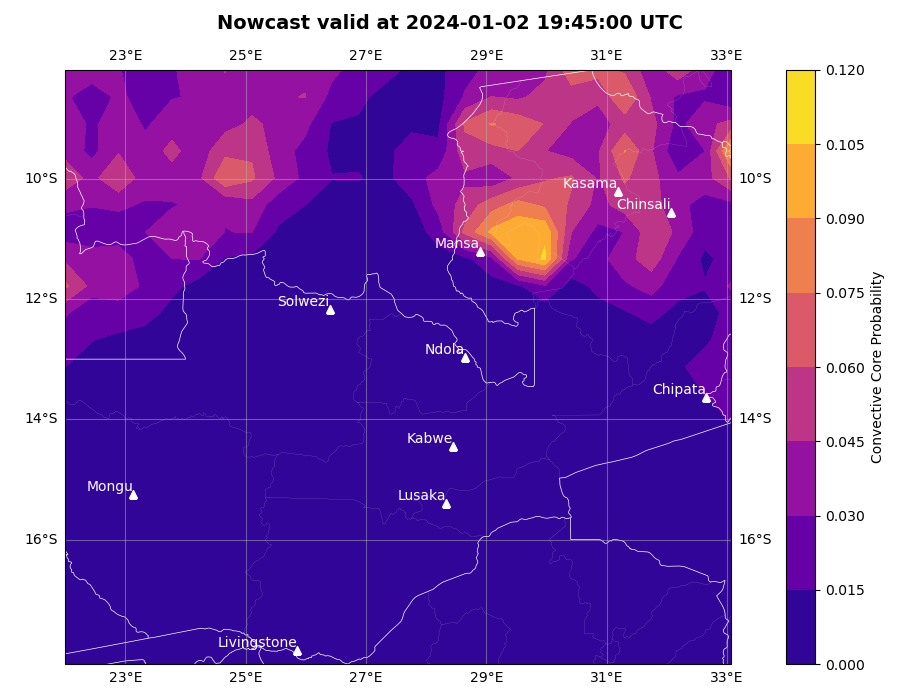 Nowcast valid at 2024-01-02 19:45:00 UTC
23°E 25°E 27°E 29°E 31°E 33°E
0.120
0.105
10°S 10°S
Kasama
Chinsali
0.090
Mansa
0.075
12°S 12°S
Solwezi
Ndola
0.060
Chipata
14°S 14°S
Kabwe
0.045
Mongu
Lusaka
0.030
16°S 16°S
0.015
Livingstone
0.000
23°E 25°E 27°E 29°E 31°E 33°E
Convective Core Probability